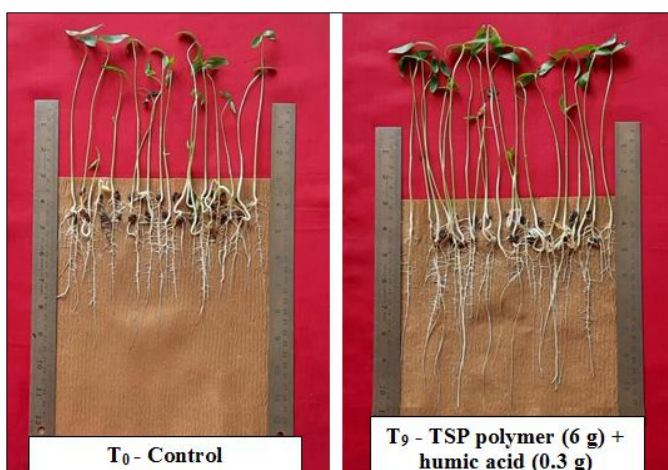 T₀ - Control
T₉ - TSP polymer (6 g) +
humic acid (0.3 g)